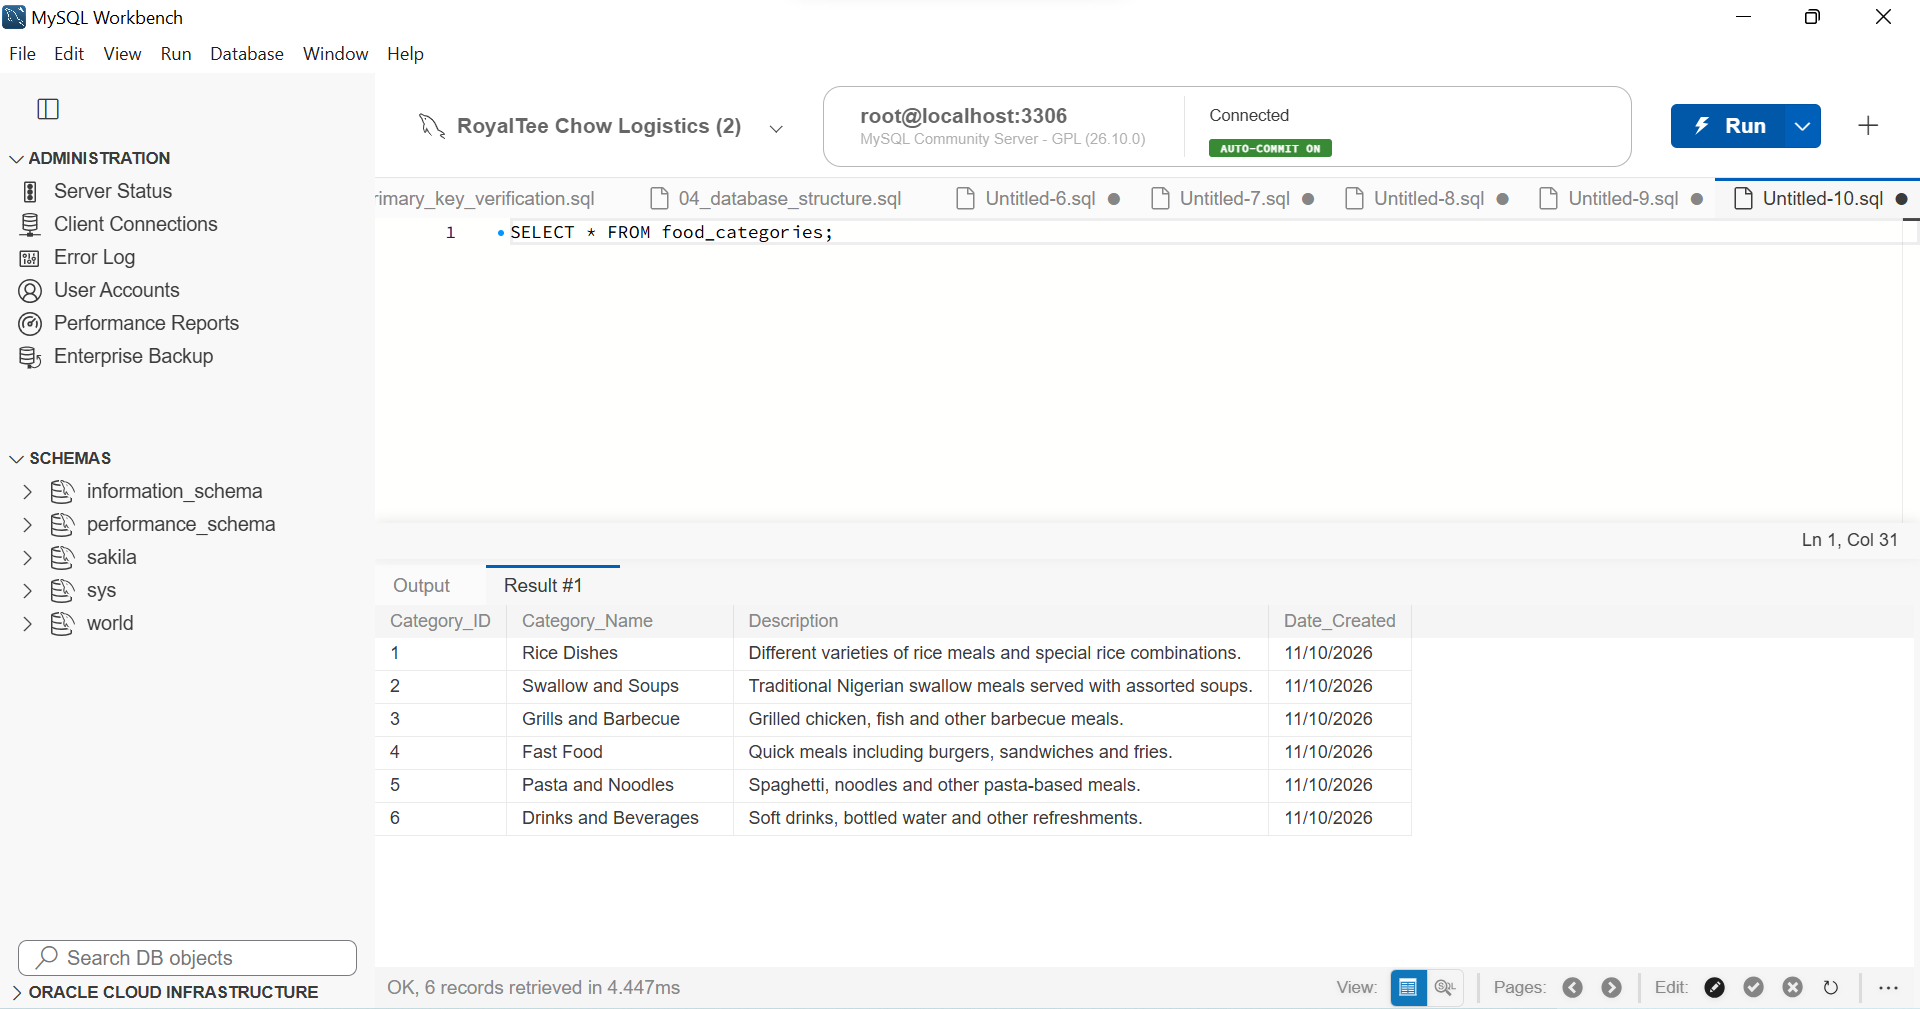 MySQL Workbench
File Edit View Run Database Window Help
RoyalTee Chow Logistics (2)
root@localhost:3306
MySQL Community Server - GPL (26.10.0)
Connected
AUTO-COMMIT ON
Run
ADMINISTRATION
Server Status
Client Connections
Error Log
User Accounts
Performance Reports
Enterprise Backup
SCHEMAS
information_schema
performance_schema
sakila
sys
world
Search DB objects
ORACLE CLOUD INFRASTRUCTURE
rimary_key_verification.sql 04_database_structure.sql Untitled-6.sql Untitled-7.sql Untitled-8.sql Untitled-9.sql Untitled-10.sql
1 SELECT * FROM food_categories;
Ln 1, Col 31
Output Result #1
Category_ID Category_Name Description Date_Created
1 Rice Dishes Different varieties of rice meals and special rice combinations. 11/10/2026
2 Swallow and Soups Traditional Nigerian swallow meals served with assorted soups. 11/10/2026
3 Grills and Barbecue Grilled chicken, fish and other barbecue meals. 11/10/2026
4 Fast Food Quick meals including burgers, sandwiches and fries. 11/10/2026
5 Pasta and Noodles Spaghetti, noodles and other pasta-based meals. 11/10/2026
6 Drinks and Beverages Soft drinks, bottled water and other refreshments. 11/10/2026
OK, 6 records retrieved in 4.447ms
View: SQL Pages: Edit: